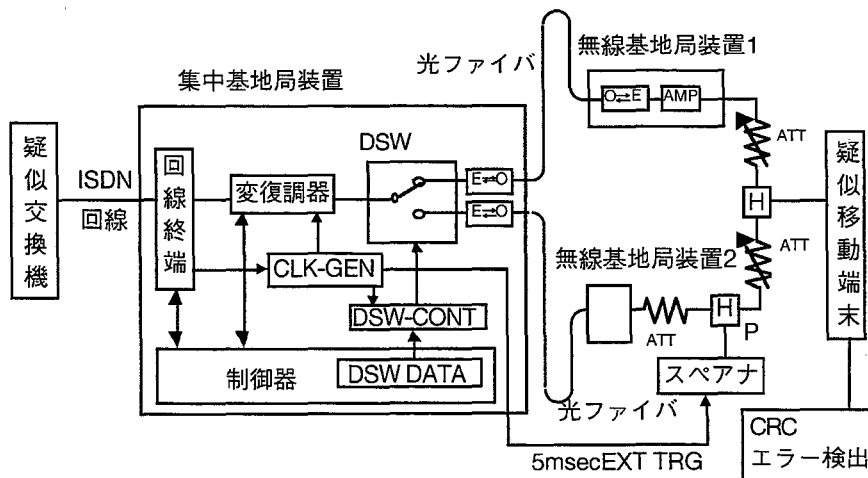 無線基地局装置1
光ファイバ
集中基地局装置
O⇄E
AMP
ATT
疑似交換機
ISDN
回線
回線終端
変復調器
DSW
E⇄O
E⇄O
H
疑似移動端末
CLK-GEN
無線基地局装置2
ATT
DSW-CONT
ATT
H
P
制御器
DSW DATA
スペアナ
光ファイバ
5msecEXT TRG
CRC
エラー検出